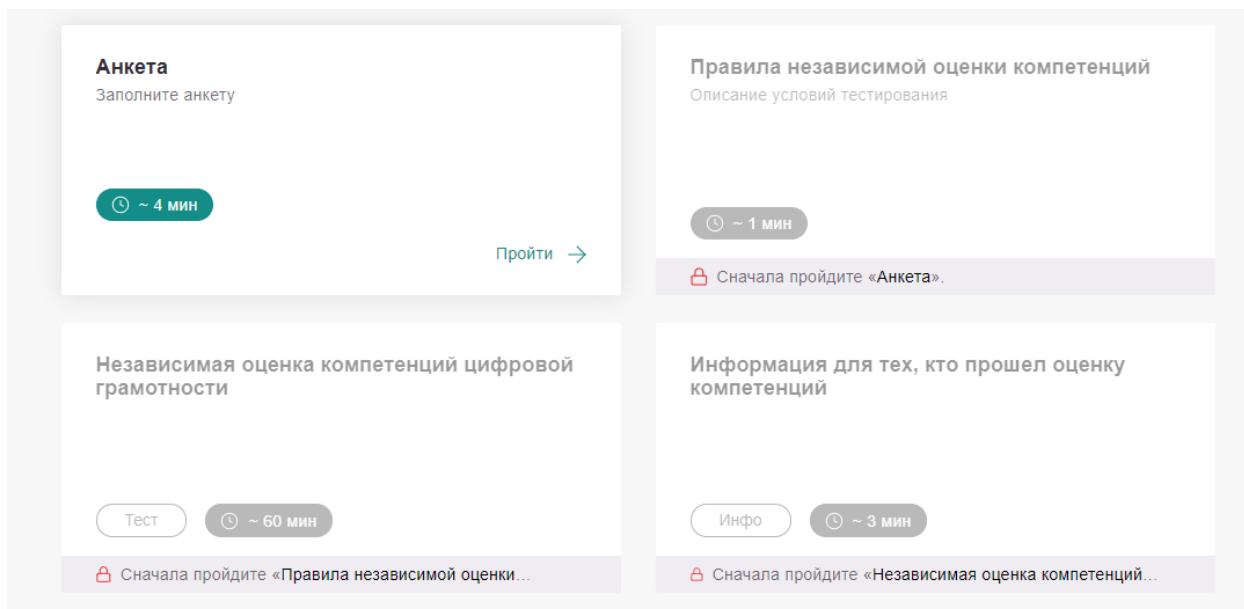 Анкета
Заполните анкету
~ 4 мин
Пройти
Правила независимой оценки компетенций
Описание условий тестирования
~ 1 мин
Сначала пройдите «Анкета».
Независимая оценка компетенций цифровой
грамотности
Тест
~ 60 мин
Сначала пройдите «Правила независимой оценки...
Информация для тех, кто прошел оценку
компетенций
Инфо
~ 3 мин
Сначала пройдите «Независимая оценка компетенций...